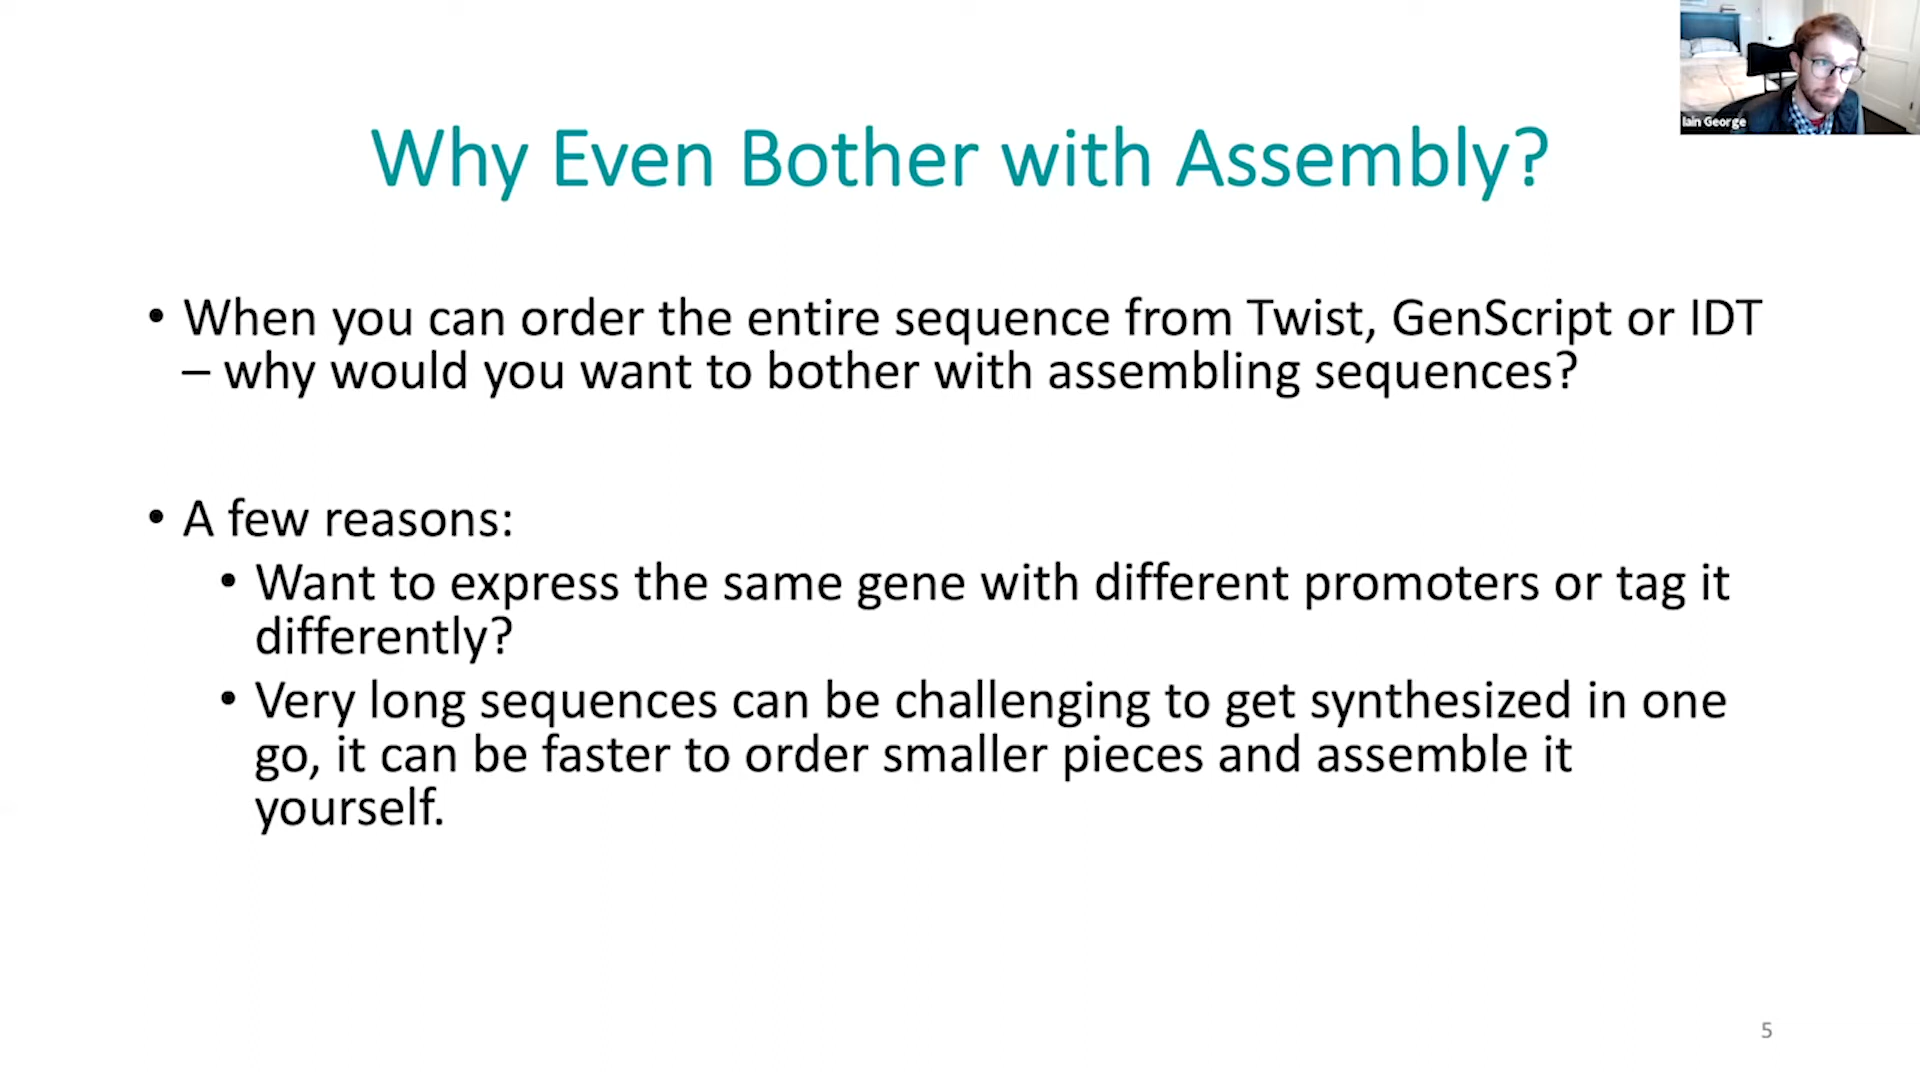 Iain George
Why Even Bother with Assembly?
• When you can order the entire sequence from Twist, GenScript or IDT
– why would you want to bother with assembling sequences?
• A few reasons:
• Want to express the same gene with different promoters or tag it
differently?
• Very long sequences can be challenging to get synthesized in one
go, it can be faster to order smaller pieces and assemble it
yourself.
5